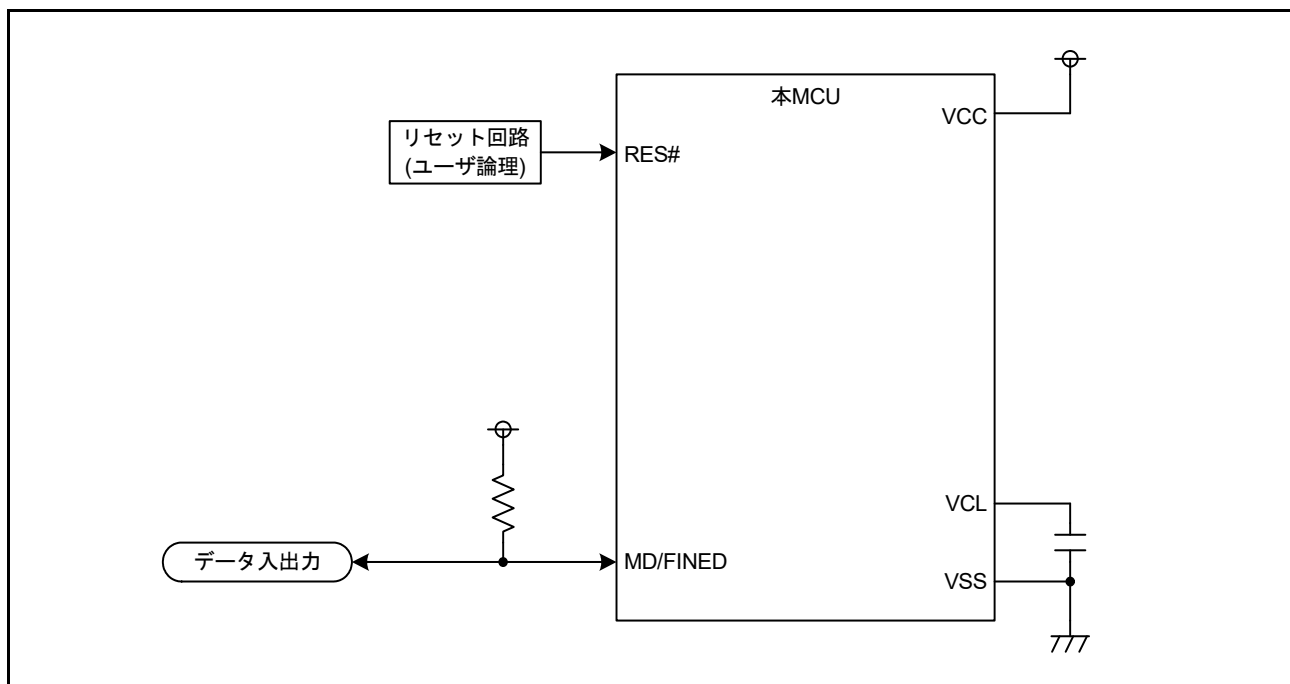 本MCU
VCC
リセット回路
(ユーザ論理)
RES#
VCL
データ入出力
MD/FINED
VSS